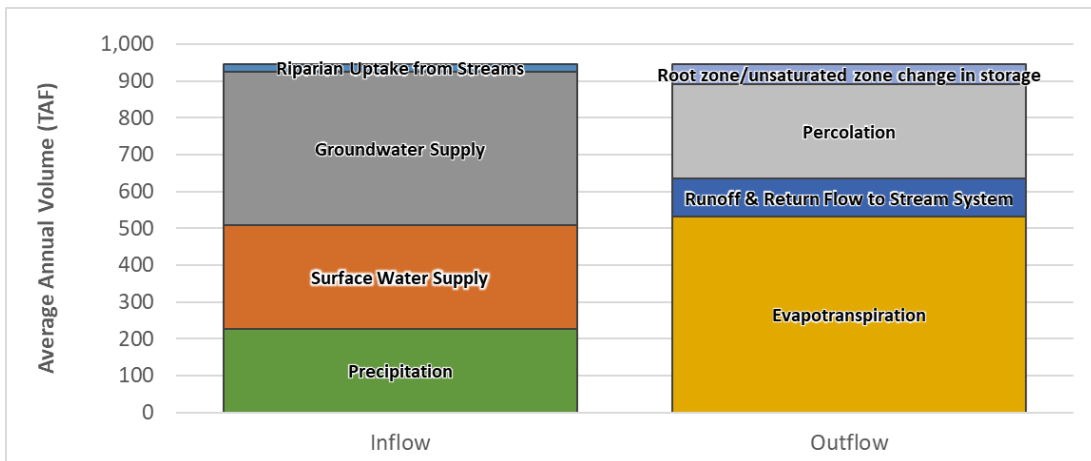 1,000
900
800
700
600
500
400
300
200
100
0
Average Annual Volume (TAF)
Riparian Uptake from Streams
Groundwater Supply
Surface Water Supply
Precipitation
Root zone/unsaturated zone change in storage
Percolation
Runoff & Return Flow to Stream System
Evapotranspiration
Inflow
Outflow